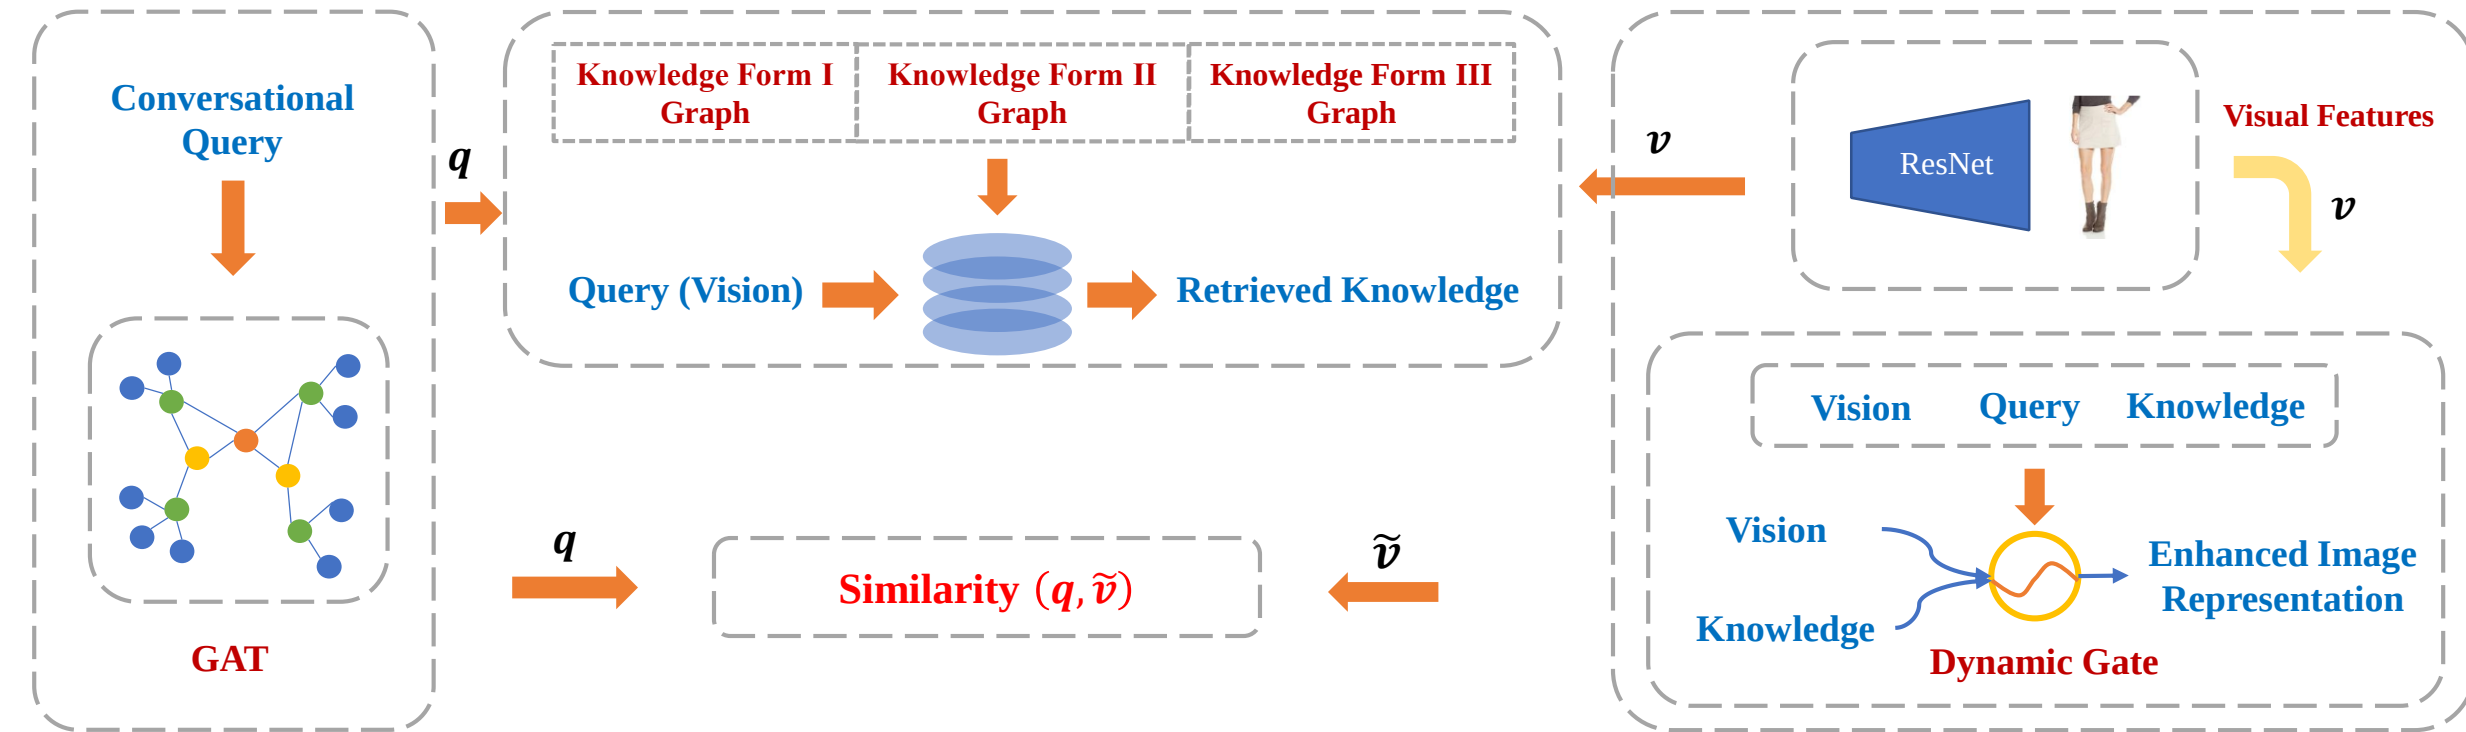 Conversational
Query
GAT
q
Knowledge Form I
Graph
Knowledge Form II
Graph
Knowledge Form III
Graph
Query (Vision)
Retrieved Knowledge
v
ResNet
Visual Features
v
Vision Query Knowledge
Vision
Knowledge
Enhanced Image
Representation
Dynamic Gate
q
Similarity (q, ṽ)
ṽ